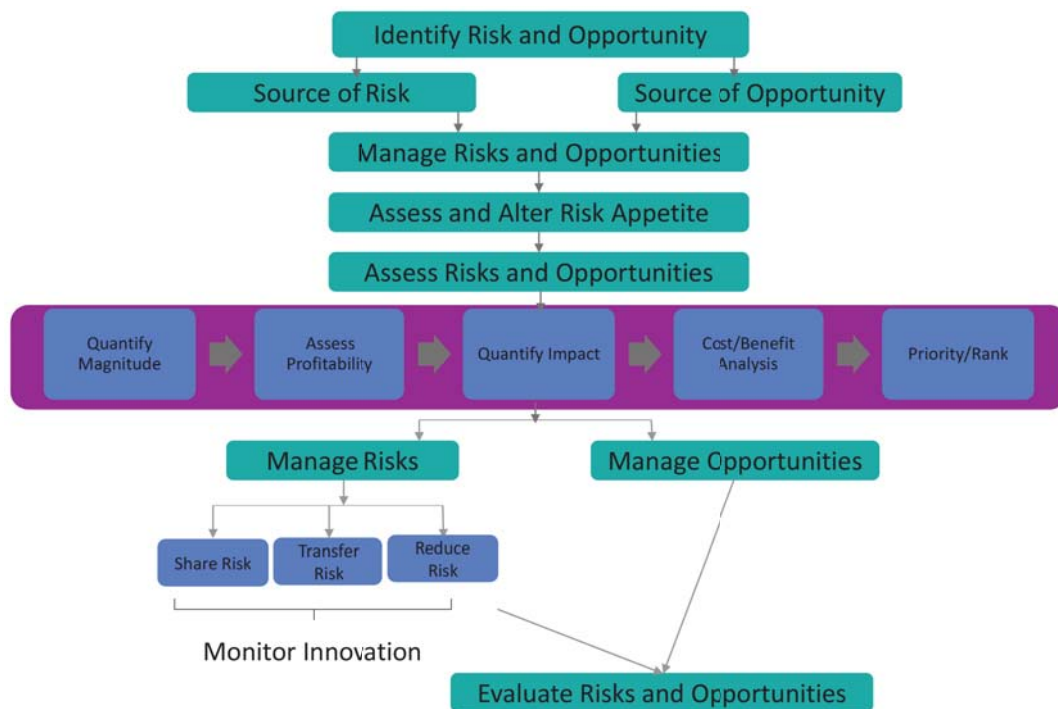 Identify Risk and Opportunity
Source of Risk
Source of Opportunity
Manage Risks and Opportunities
Assess and Alter Risk Appetite
Assess Risks and Opportunities
Quantify
Magnitude
Assess
Profitability
Quantify Impact
Cost/Benefit
Analysis
Priority/Rank
Manage Risks
Manage Opportunities
Share Risk
Transfer
Risk
Reduce
Risk
Monitor Innovation
Evaluate Risks and Opportunities